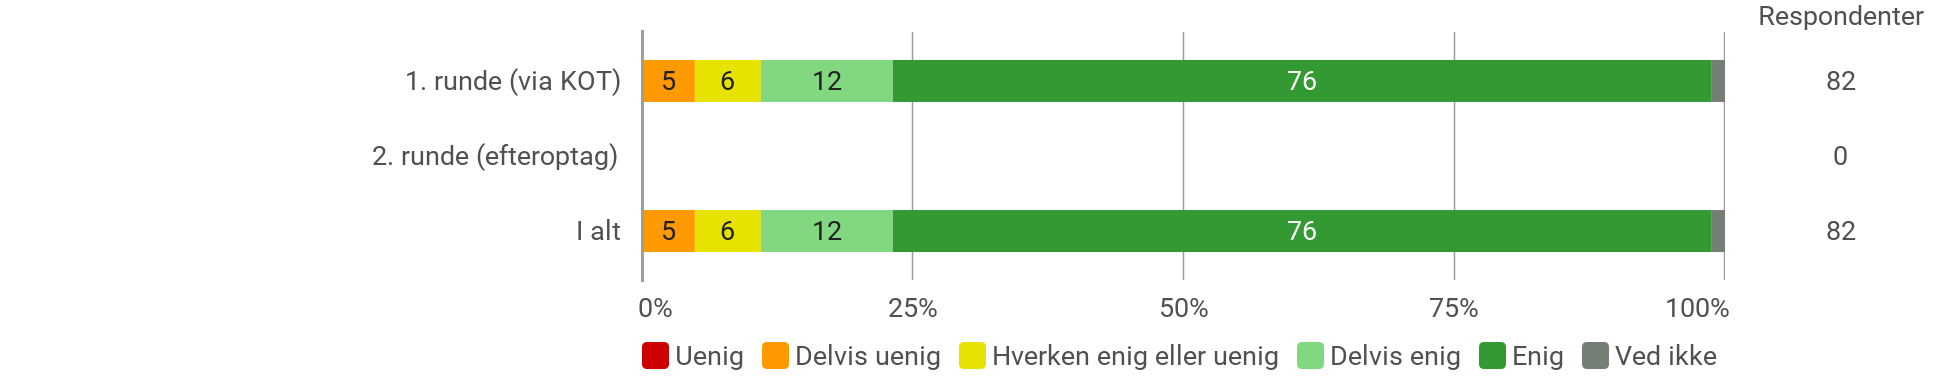 Respondenter
1. runde (via KOT) 5 6 12 76 82
2. runde (efteroptag) 0
I alt 5 6 12 76 82
0% 25% 50% 75% 100%
Uenig Delvis uenig Hverken enig eller uenig Delvis enig Enig Ved ikke